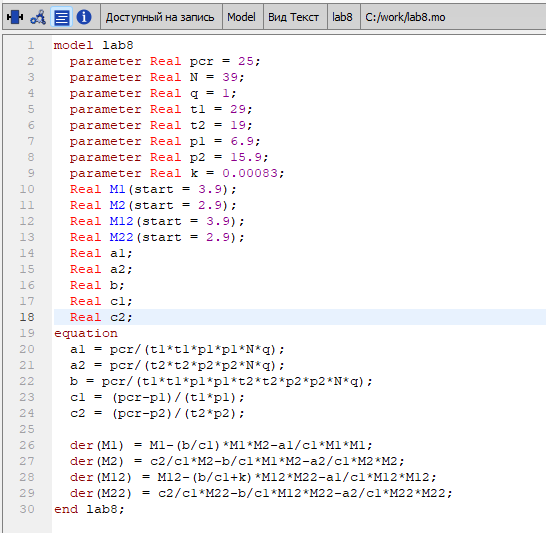 Доступный на запись Model Вид Текст lab8 C:/work/lab8.mo
1 model lab8
2 parameter Real pcr = 25;
3 parameter Real N = 39;
4 parameter Real q = 1;
5 parameter Real t1 = 29;
6 parameter Real t2 = 19;
7 parameter Real p1 = 6.9;
8 parameter Real p2 = 15.9;
9 parameter Real k = 0.00083;
10 Real M1(start = 3.9);
11 Real M2(start = 2.9);
12 Real M12(start = 3.9);
13 Real M22(start = 2.9);
14 Real a1;
15 Real a2;
16 Real b;
17 Real c1;
18 Real c2;
19 equation
20 a1 = pcr/(t1*t1*p1*p1*N*q);
21 a2 = pcr/(t2*t2*p2*p2*N*q);
22 b = pcr/(t1*t1*p1*p1*t2*t2*p2*p2*N*q);
23 c1 = (pcr-p1)/(t1*p1);
24 c2 = (pcr-p2)/(t2*p2);
25
26 der(M1) = M1-(b/c1)*M1*M2-a1/c1*M1*M1;
27 der(M2) = c2/c1*M2-b/c1*M1*M2-a2/c1*M2*M2;
28 der(M12) = M12-(b/c1+k)*M12*M22-a1/c1*M12*M12;
29 der(M22) = c2/c1*M22-b/c1*M12*M22-a2/c1*M22*M22;
30 end lab8;